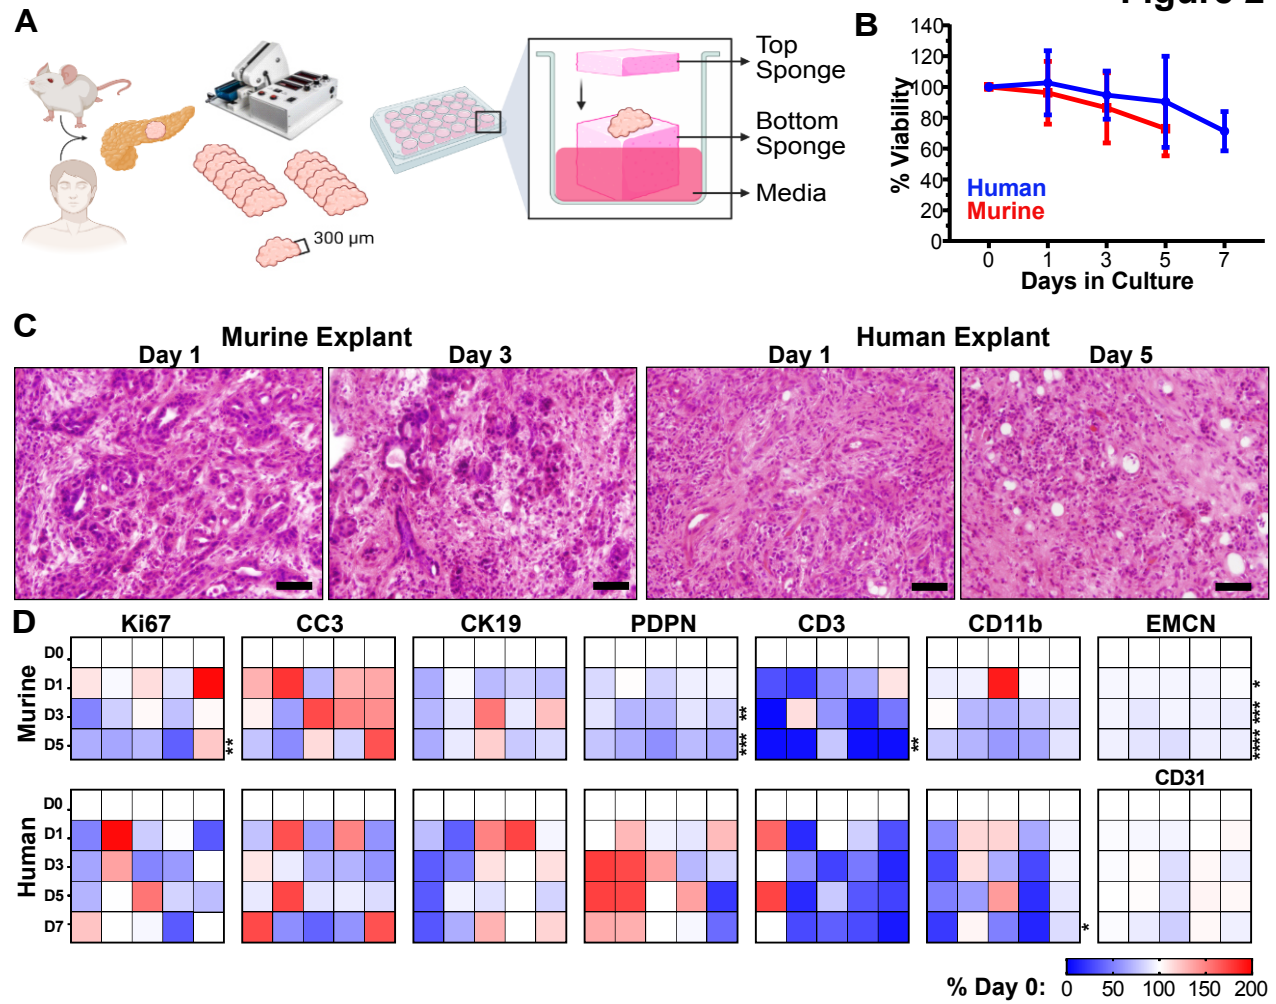 Figure 2
A
Top
Sponge
Bottom
Sponge
Media
300 µm
B
% Viability
140
120
100
80
60
40
20
0
Human
Murine
0 1 3 5 7
Days in Culture
C
Murine Explant
Human Explant
Day 1
Day 3
Day 1
Day 5
D
Ki67 CC3 CK19 PDPN CD3 CD11b EMCN
Murine
D0
D1 *
D3 ** ***
D5 ** *** ** ****
CD31
Human
D0
D1
D3
D5
D7 *
% Day 0:
0 50 100 150 200